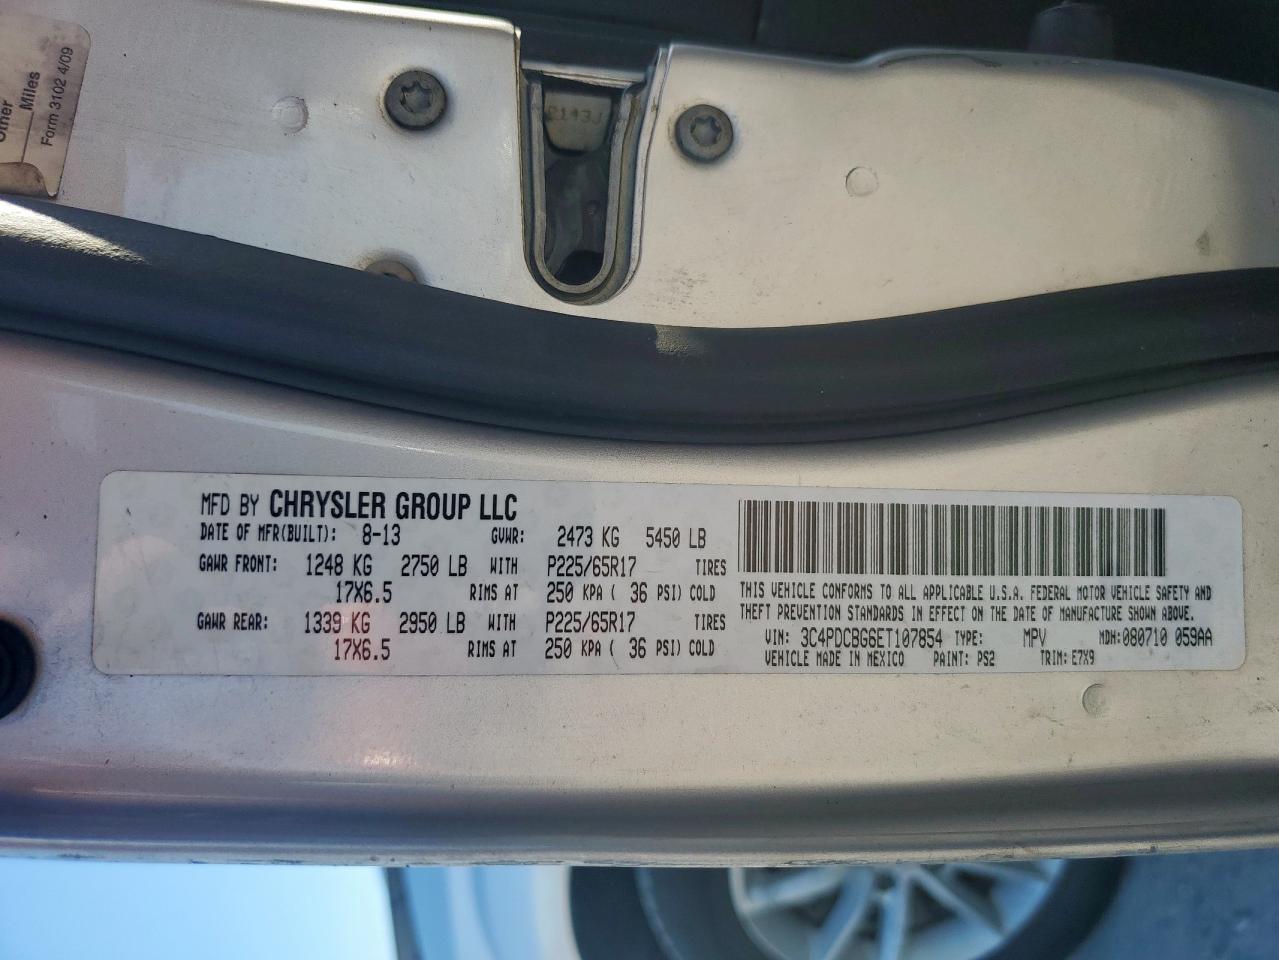 Other
Miles
Form 3102 4/09
2143J
MFD BY CHRYSLER GROUP LLC
DATE OF MFR(BUILT): 8-13 GVWR: 2473 KG 5450 LB
GAWR FRONT: 1248 KG 2750 LB WITH P225/65R17 TIRES
17X6.5 RIMS AT 250 KPA ( 36 PSI) COLD
GAWR REAR: 1339 KG 2950 LB WITH P225/65R17 TIRES
17X6.5 RIMS AT 250 KPA ( 36 PSI) COLD
THIS VEHICLE CONFORMS TO ALL APPLICABLE U.S.A. FEDERAL MOTOR VEHICLE SAFETY AND
THEFT PREVENTION STANDARDS IN EFFECT ON THE DATE OF MANUFACTURE SHOWN ABOVE.
VIN: 3C4PDCBG6ET107854 TYPE: MPV MDH:080710 059AA
VEHICLE MADE IN MEXICO PAINT: PS2 TRIM: E7X9